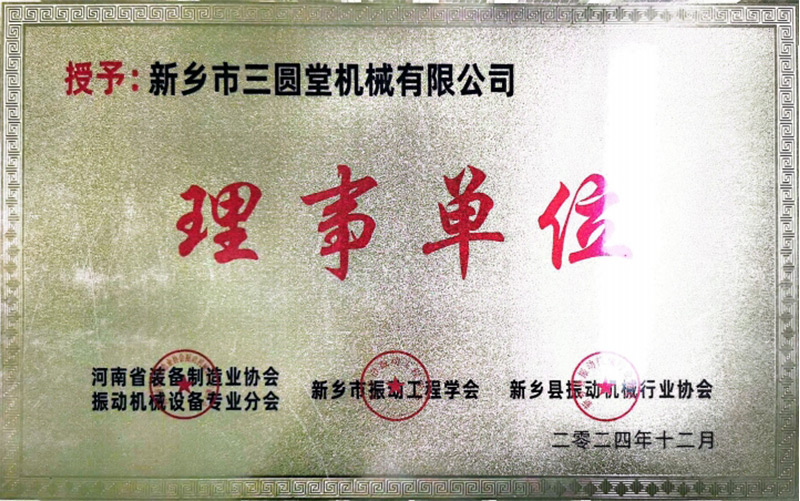 授予：新乡市三圆堂机械有限公司
理事单位
河南省装备制造业协会
振动机械设备专业分会
新乡市振动工程学会
新乡县振动机械行业协会
二零二四年十二月